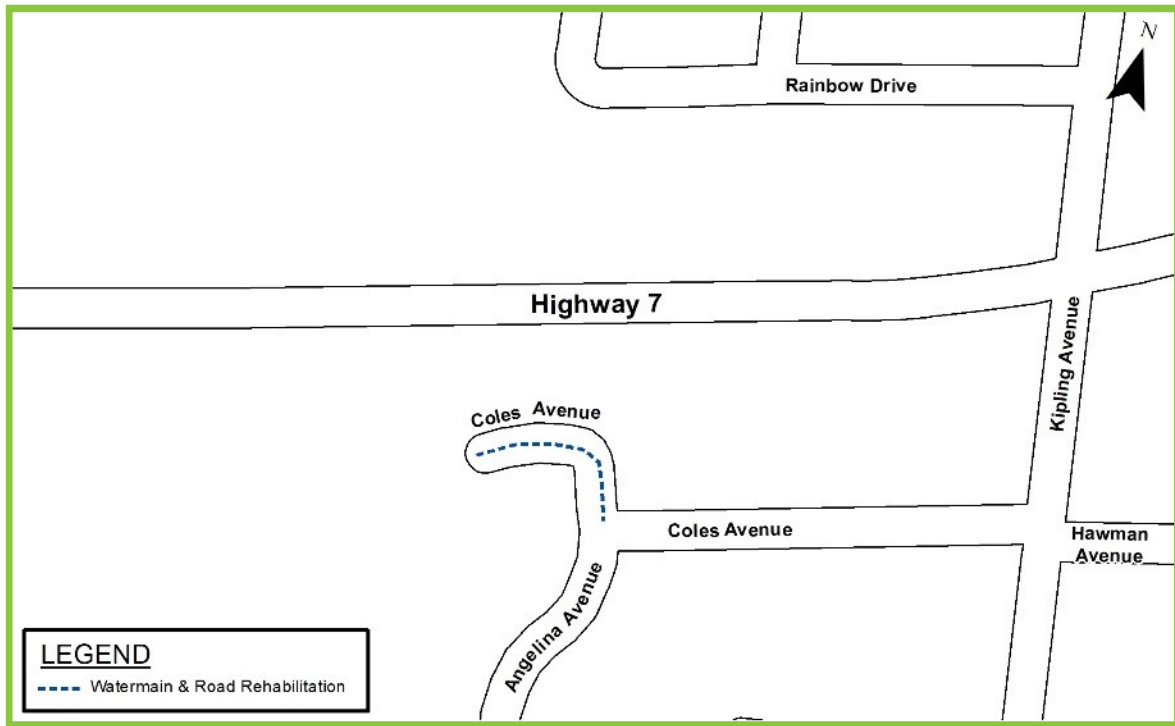 N
Rainbow Drive
Highway 7
Kipling Avenue
Coles Avenue
Coles Avenue
Hawman
Avenue
Angelina Avenue
LEGEND
Watermain & Road Rehabilitation